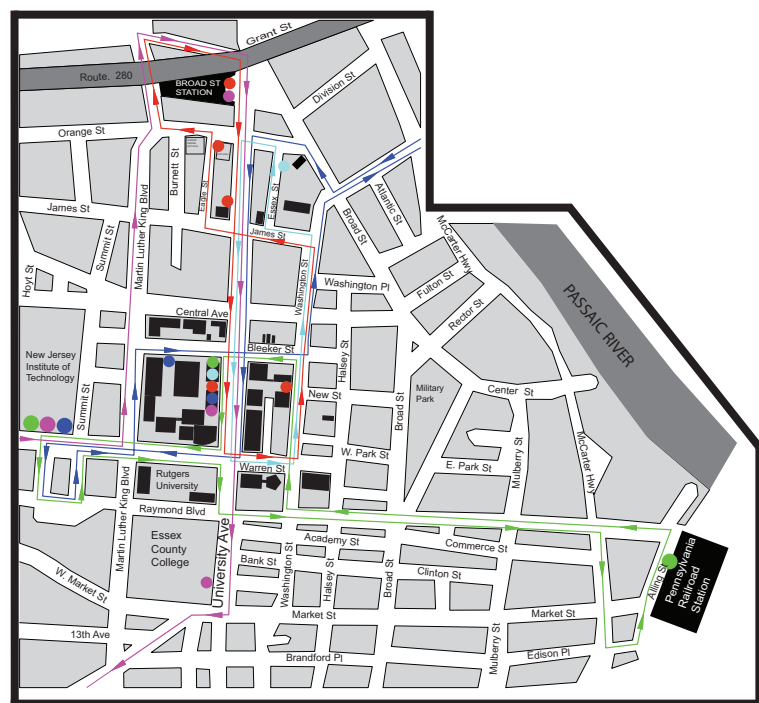 Grant St
Route. 280
BROAD ST
STATION
Division St
Orange St
Burnett St
Eagle St
Essex St
Atlantic St
James St
Summit St
Martin Luther King Blvd
James St
Broad St
McCarter Hwy
Hoyt St
Washington St
Washington Pl
Fulton St
Rector St
PASSAIC RIVER
Central Ave
Bleeker St
Halsey St
New Jersey
Institute of
Technology
Summit St
Military
Park
Center St
New St
Broad St
W. Park St
E. Park St
Mulberry St
McCarter Hwy
Warren St
Martin Luther King Blvd
Rutgers
University
Raymond Blvd
Essex
County
College
University Ave
Academy St
Commerce St
Bank St
Washington St
Halsey St
Broad St
Clinton St
Alling St
Pennsylvania
Railroad
Station
W. Market St
Market St
Market St
13th Ave
Brandford Pl
Mulberry St
Edison Pl